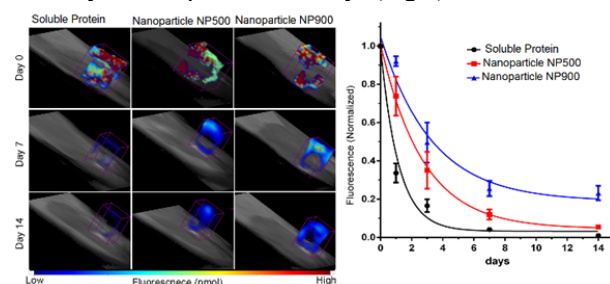 Soluble Protein
Nanoparticle NP500
Nanoparticle NP900
Day 0
Day 7
Day 14
Low
Fluorescnece (pmol)
High
Fluorescence (Normalized)
1.0
0.8
0.6
0.4
0.2
0.0
0 2 4 6 8 10 12 14
days
Soluble Protein
Nanoparticle NP500
Nanoparticle NP900